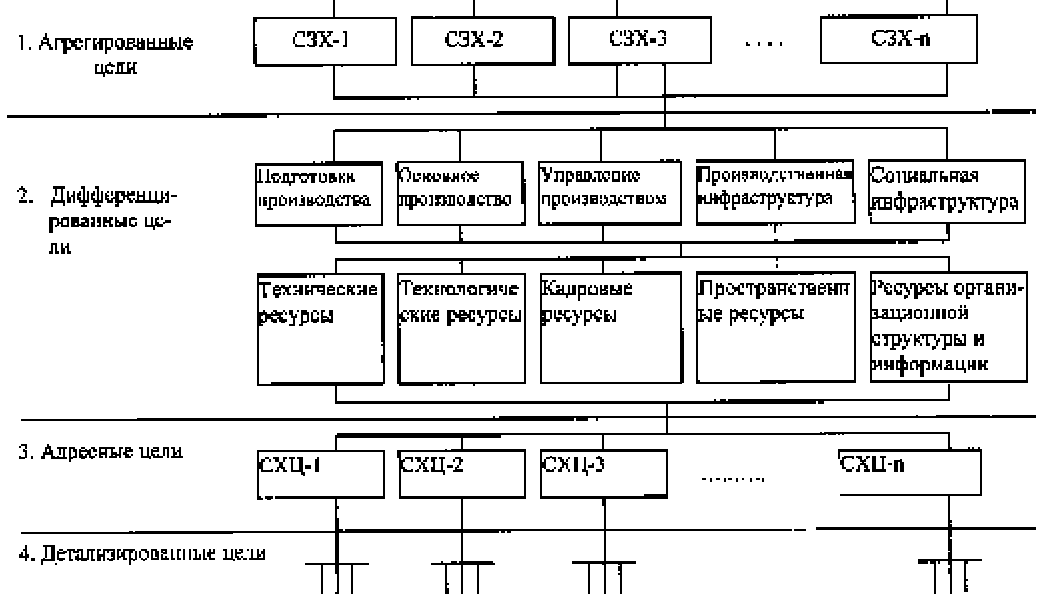 1. Агрегированные
цели
СЗХ-1
СЗХ-2
СЗХ-3
. . . .
СЗХ-n
2. Дифференци-
рованные це-
ли
Подготовка
производства
Основное
производство
Управление
производством
Производственная
инфраструктура
Социальная
инфраструктура
Технические
ресурсы
Технологиче
ские ресурсы
Кадровые
ресурсы
Пространствен
ые ресурсы
Ресурсы органи-
зационной
структуры и
информации
3. Адресные цели
СХЦ-1
СХЦ-2
СХЦ-3
.........
СХЦ-n
4. Детализированные цели